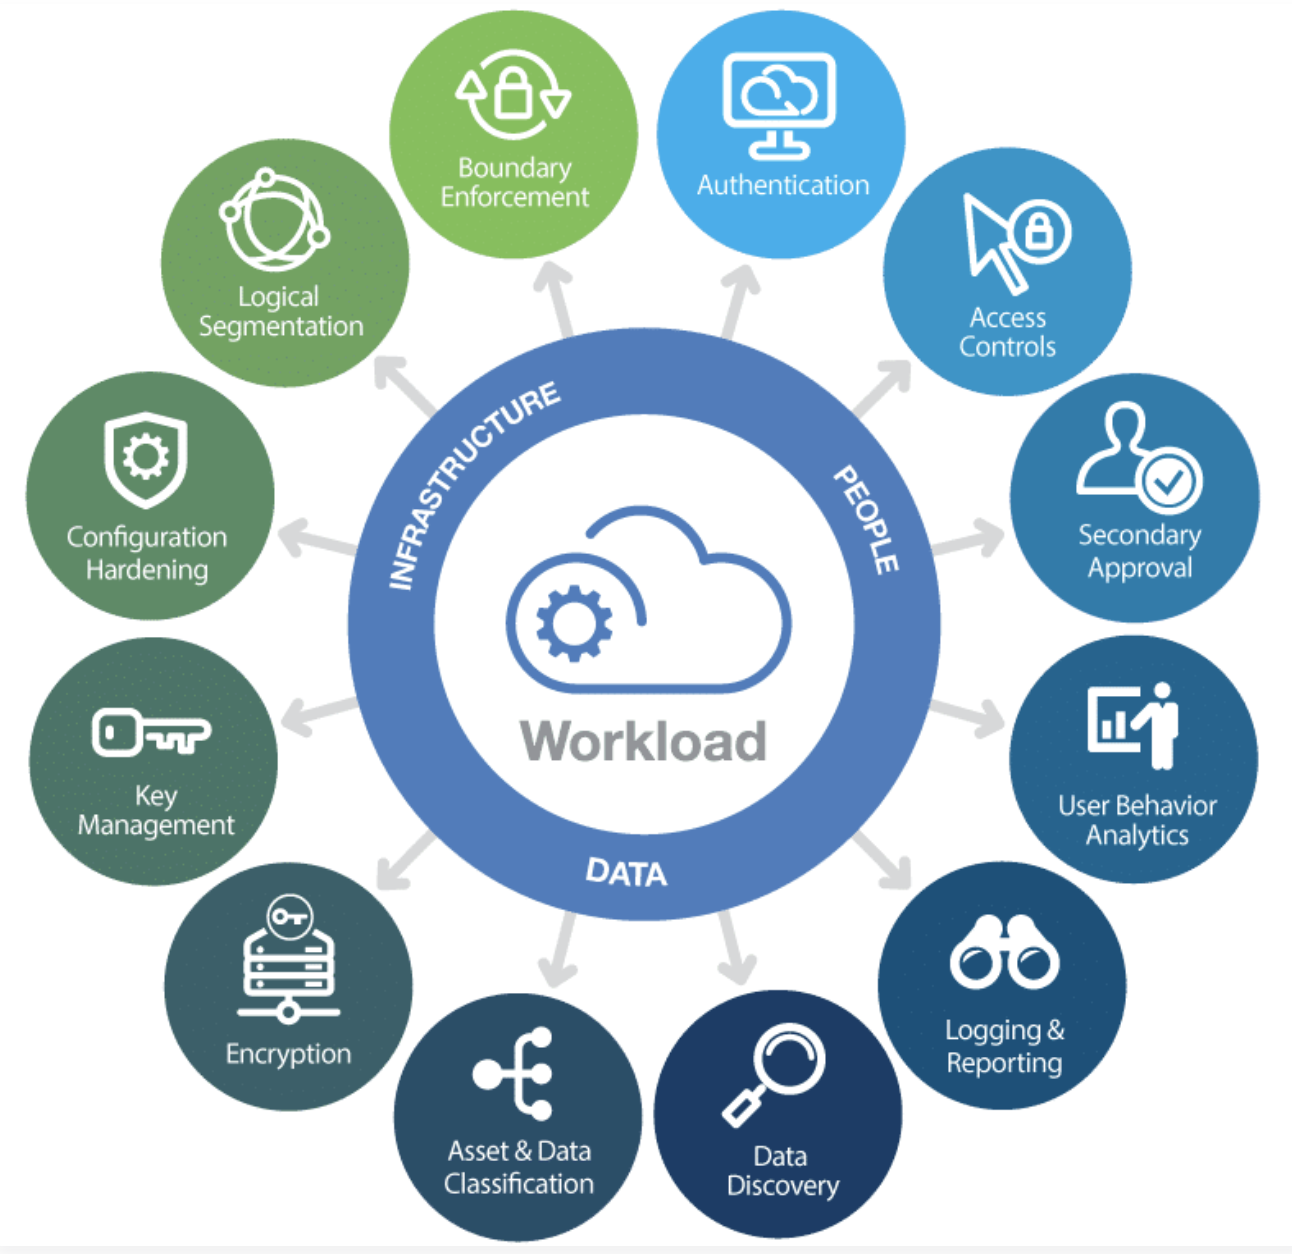 Boundary
Enforcement
Authentication
Access
Controls
Secondary
Approval
User Behavior
Analytics
Logging &
Reporting
Data
Discovery
Asset & Data
Classification
Encryption
Key
Management
Configuration
Hardening
Logical
Segmentation
INFRASTRUCTURE
PEOPLE
DATA
Workload